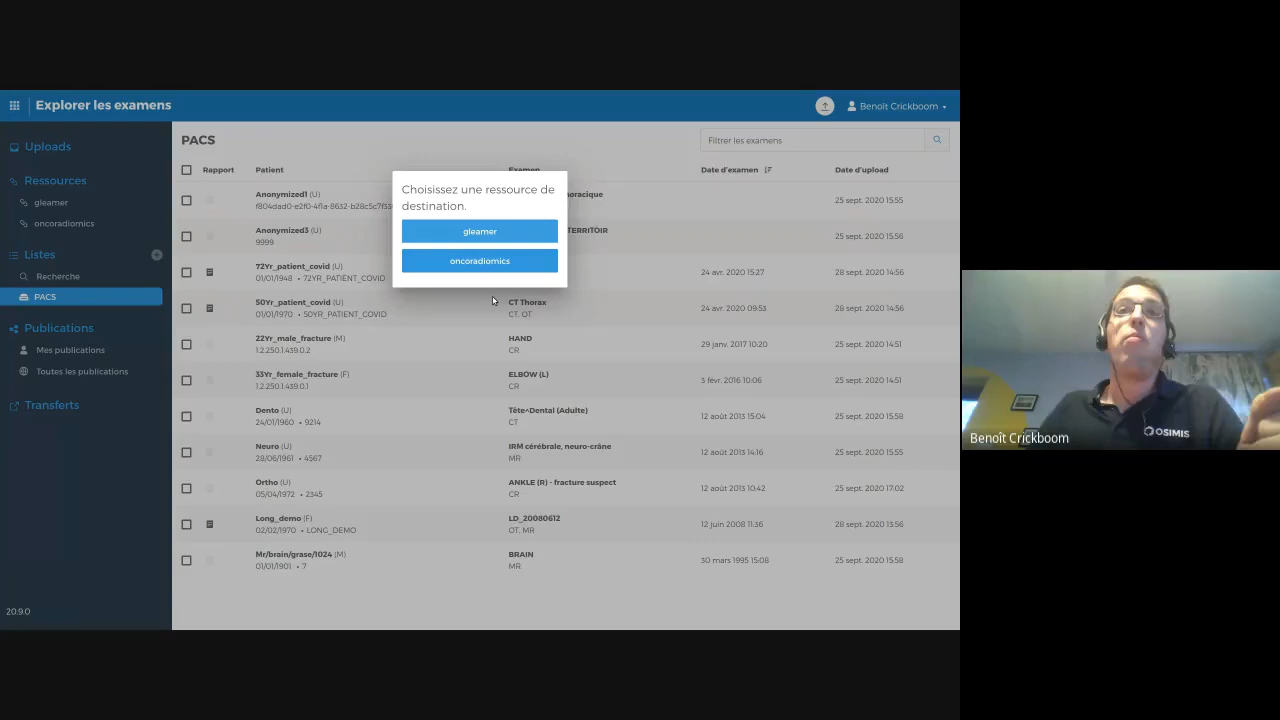 Explorer les examens
Benoît Crickboom
Uploads
Ressources
gleamer
oncoradiomics
Listes
Recherche
PACS
Publications
Mes publications
Toutes les publications
Transferts
20.9.0
PACS
Filtrer les examens
Rapport Patient Examen Date d'examen Date d'upload
Anonymized1 (U) 25 sept. 2020 15:55
Anonymized3 (U) 25 sept. 2020 15:56
9999
72Yr_patient_covid (U) 24 avr. 2020 15:27 28 sept. 2020 14:56
01/01/1948 • 72YR_PATIENT_COVID
50Yr_patient_covid (U) CT Thorax 24 avr. 2020 09:53 28 sept. 2020 14:56
01/01/1970 • 50YR_PATIENT_COVID CT, OT
22Yr_male_fracture (M) HAND 29 janv. 2017 10:20 25 sept. 2020 14:51
1.2.250.1.439.0.2 CR
33Yr_female_fracture (F) ELBOW (L) 3 févr. 2016 10:06 25 sept. 2020 14:51
1.2.250.1.439.0.1 CR
Dento (U) Tête^Dental (Adulte) 12 août 2013 15:04 25 sept. 2020 15:58
24/01/1960 • 9214 CT
Neuro (U) IRM cérébrale, neuro-crâne 12 août 2013 14:16 25 sept. 2020 15:55
28/06/1961 • 4567 MR
Ortho (U) ANKLE (R) - fracture suspect 12 août 2013 10:42 25 sept. 2020 17:02
05/04/1972 • 2345 CR
Long_demo (F) LD_20080612 12 juin 2008 11:36 28 sept. 2020 13:56
02/02/1970 • LONG_DEMO OT, MR
Mr/brain/grase/1024 (M) BRAIN 30 mars 1995 15:08 25 sept. 2020 15:58
01/01/1901 • 7 MR
Choisissez une ressource de
destination.
gleamer
oncoradiomics
OSIMIS
Benoît Crickboom